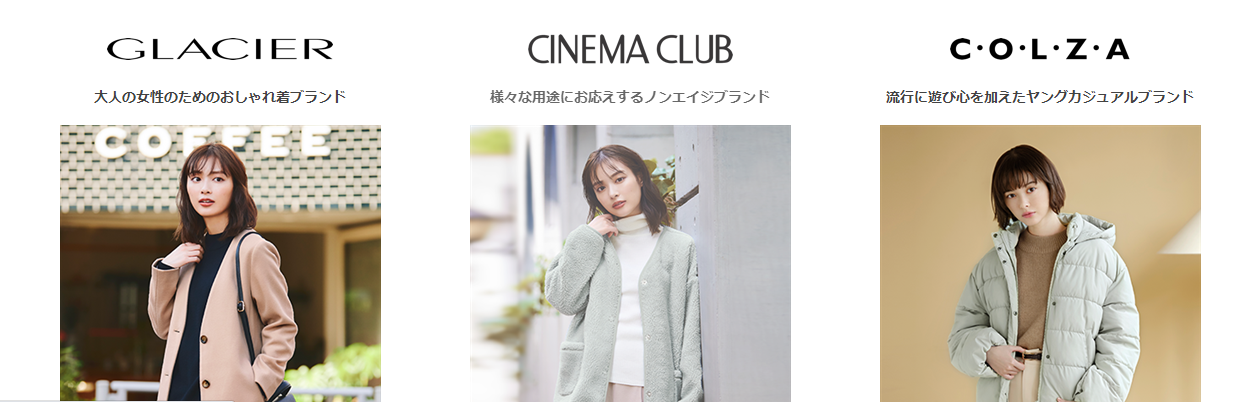 GLACIER
大人の女性のためのおしゃれ着ブランド
COFFEE
CINEMA CLUB
様々な用途にお応えするノンエイジブランド
C・O・L・Z・A
流行に遊び心を加えたヤングカジュアルブランド